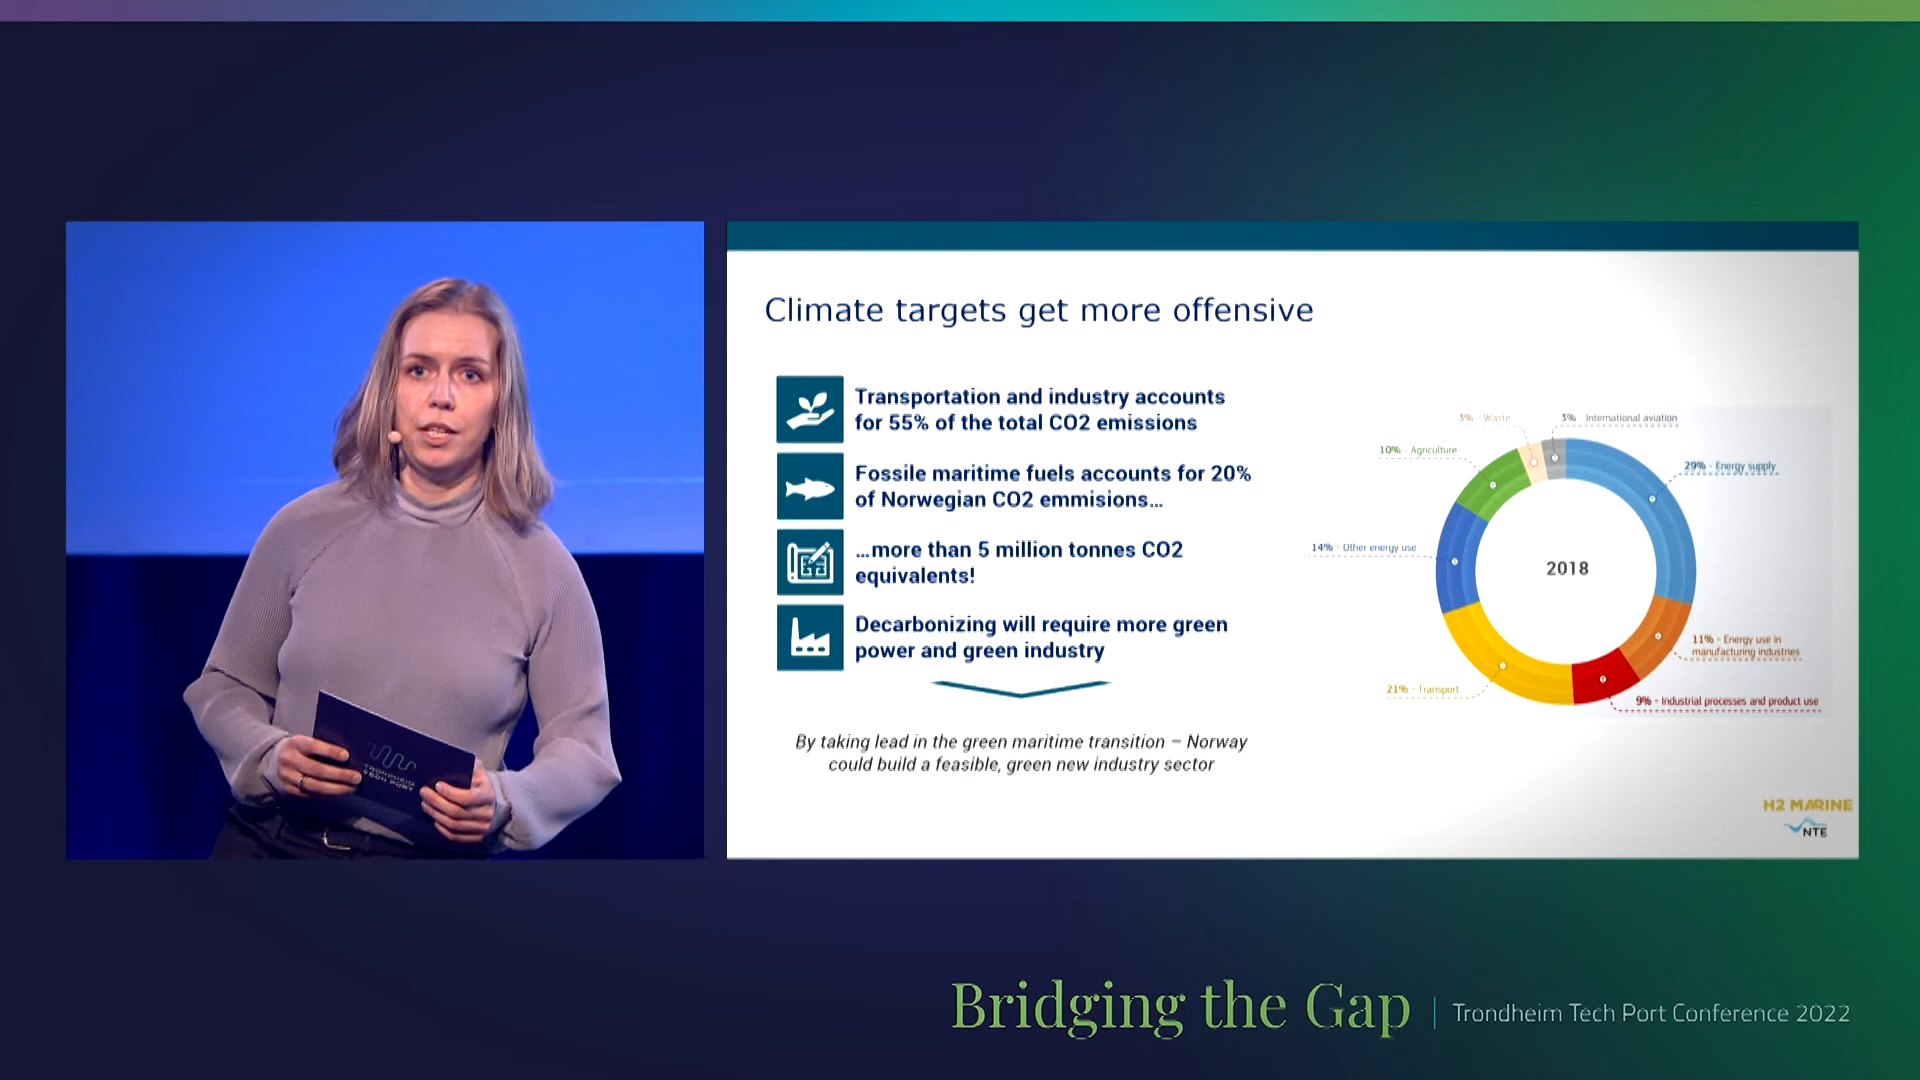 Climate targets get more offensive
Transportation and industry accounts
for 55% of the total CO2 emissions
Fossile maritime fuels accounts for 20%
of Norwegian CO2 emmisions...
...more than 5 million tonnes CO2
equivalents!
Decarbonizing will require more green
power and green industry
By taking lead in the green maritime transition – Norway
could build a feasible, green new industry sector
3% - Waste
3% - International aviation
10% - Agriculture
29% - Energy supply
14% - Other energy use
2018
11% - Energy use in
manufacturing industries
21% - Transport
9% - Industrial processes and product use
H2 MARINE
NTE
TRONDHEIM
TECH PORT
Bridging the Gap | Trondheim Tech Port Conference 2022